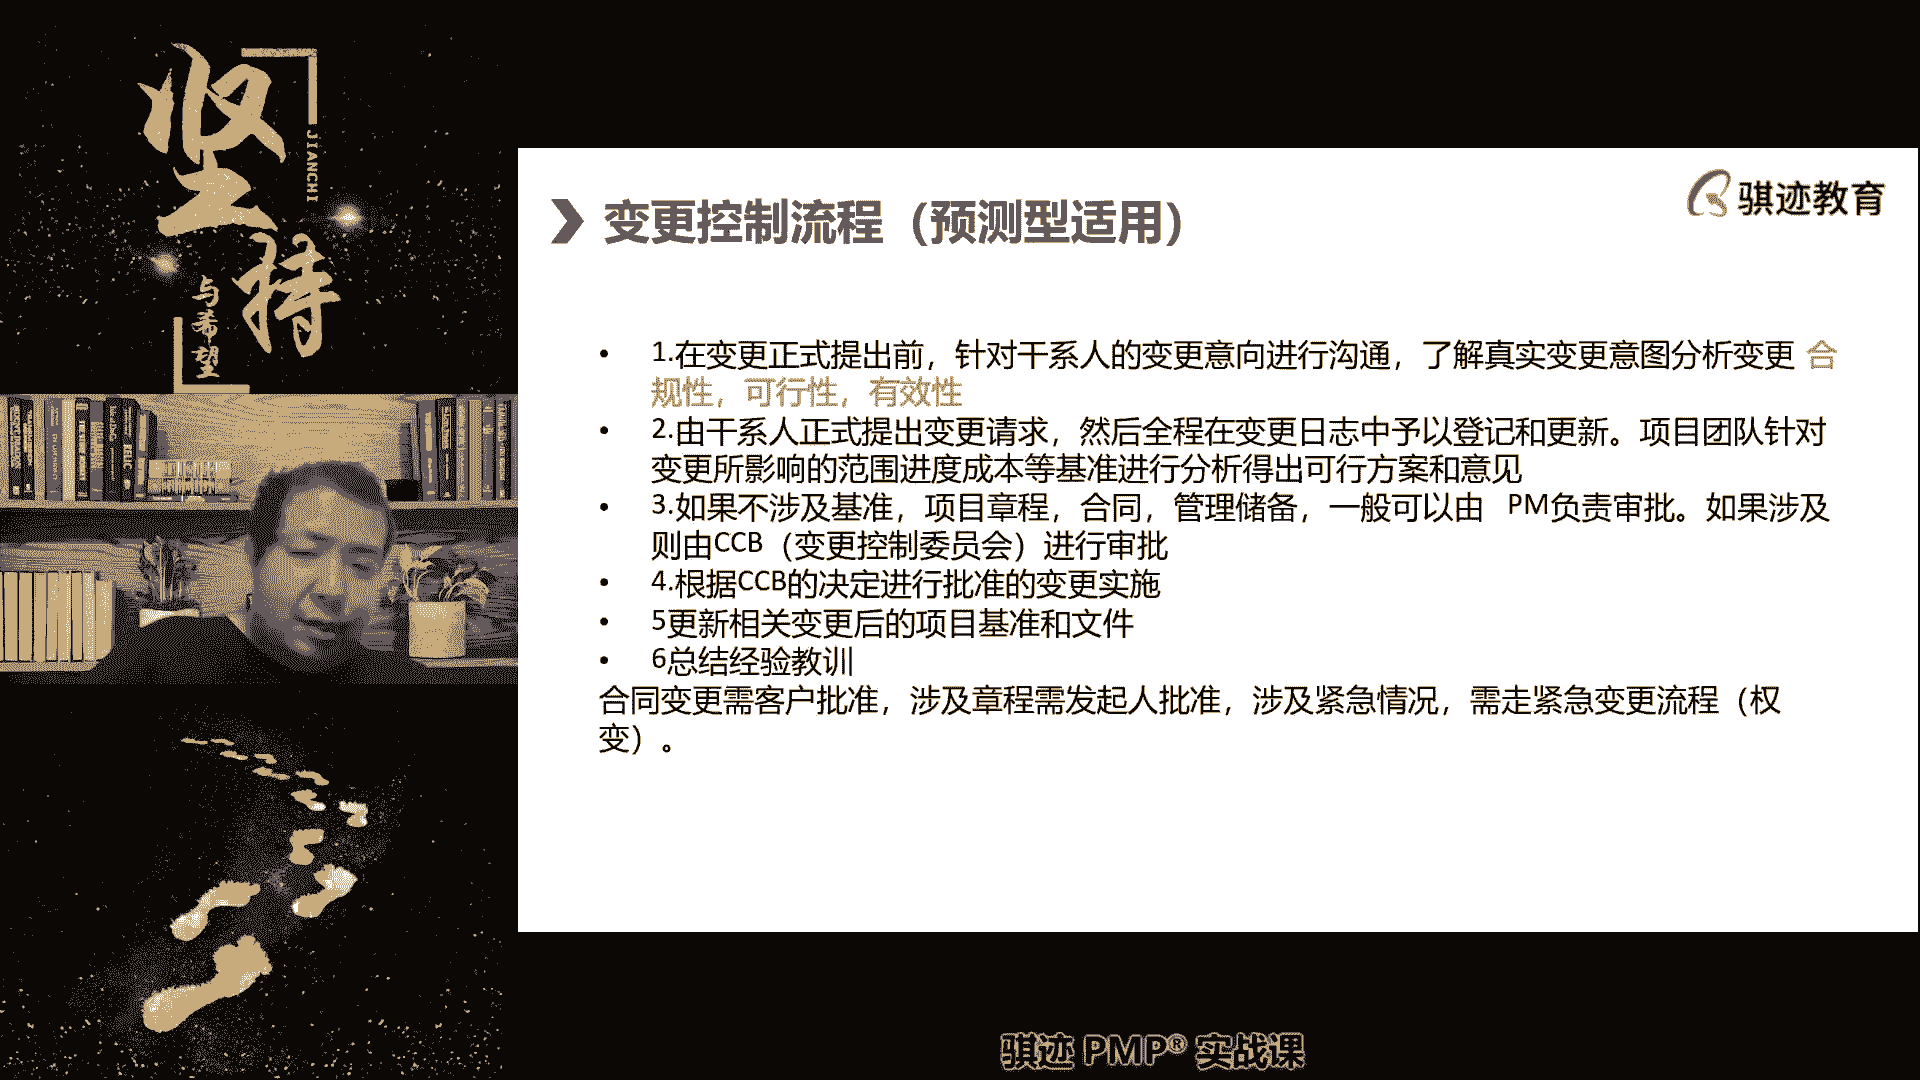 坚持
JIANCHI
与希望
骐迹教育
变更控制流程（预测型适用）
• 1.在变更正式提出前，针对干系人的变更意向进行沟通，了解真实变更意图分析变更 合
规性，可行性，有效性
• 2.由干系人正式提出变更请求，然后全程在变更日志中予以登记和更新。项目团队针对
变更所影响的范围进度成本等基准进行分析得出可行方案和意见
• 3.如果不涉及基准，项目章程，合同，管理储备，一般可以由 PM负责审批。如果涉及
则由CCB（变更控制委员会）进行审批
• 4.根据CCB的决定进行批准的变更实施
• 5更新相关变更后的项目基准和文件
• 6总结经验教训
合同变更需客户批准，涉及章程需发起人批准，涉及紧急情况，需走紧急变更流程（权
变）。
骐迹 PMP® 实战课